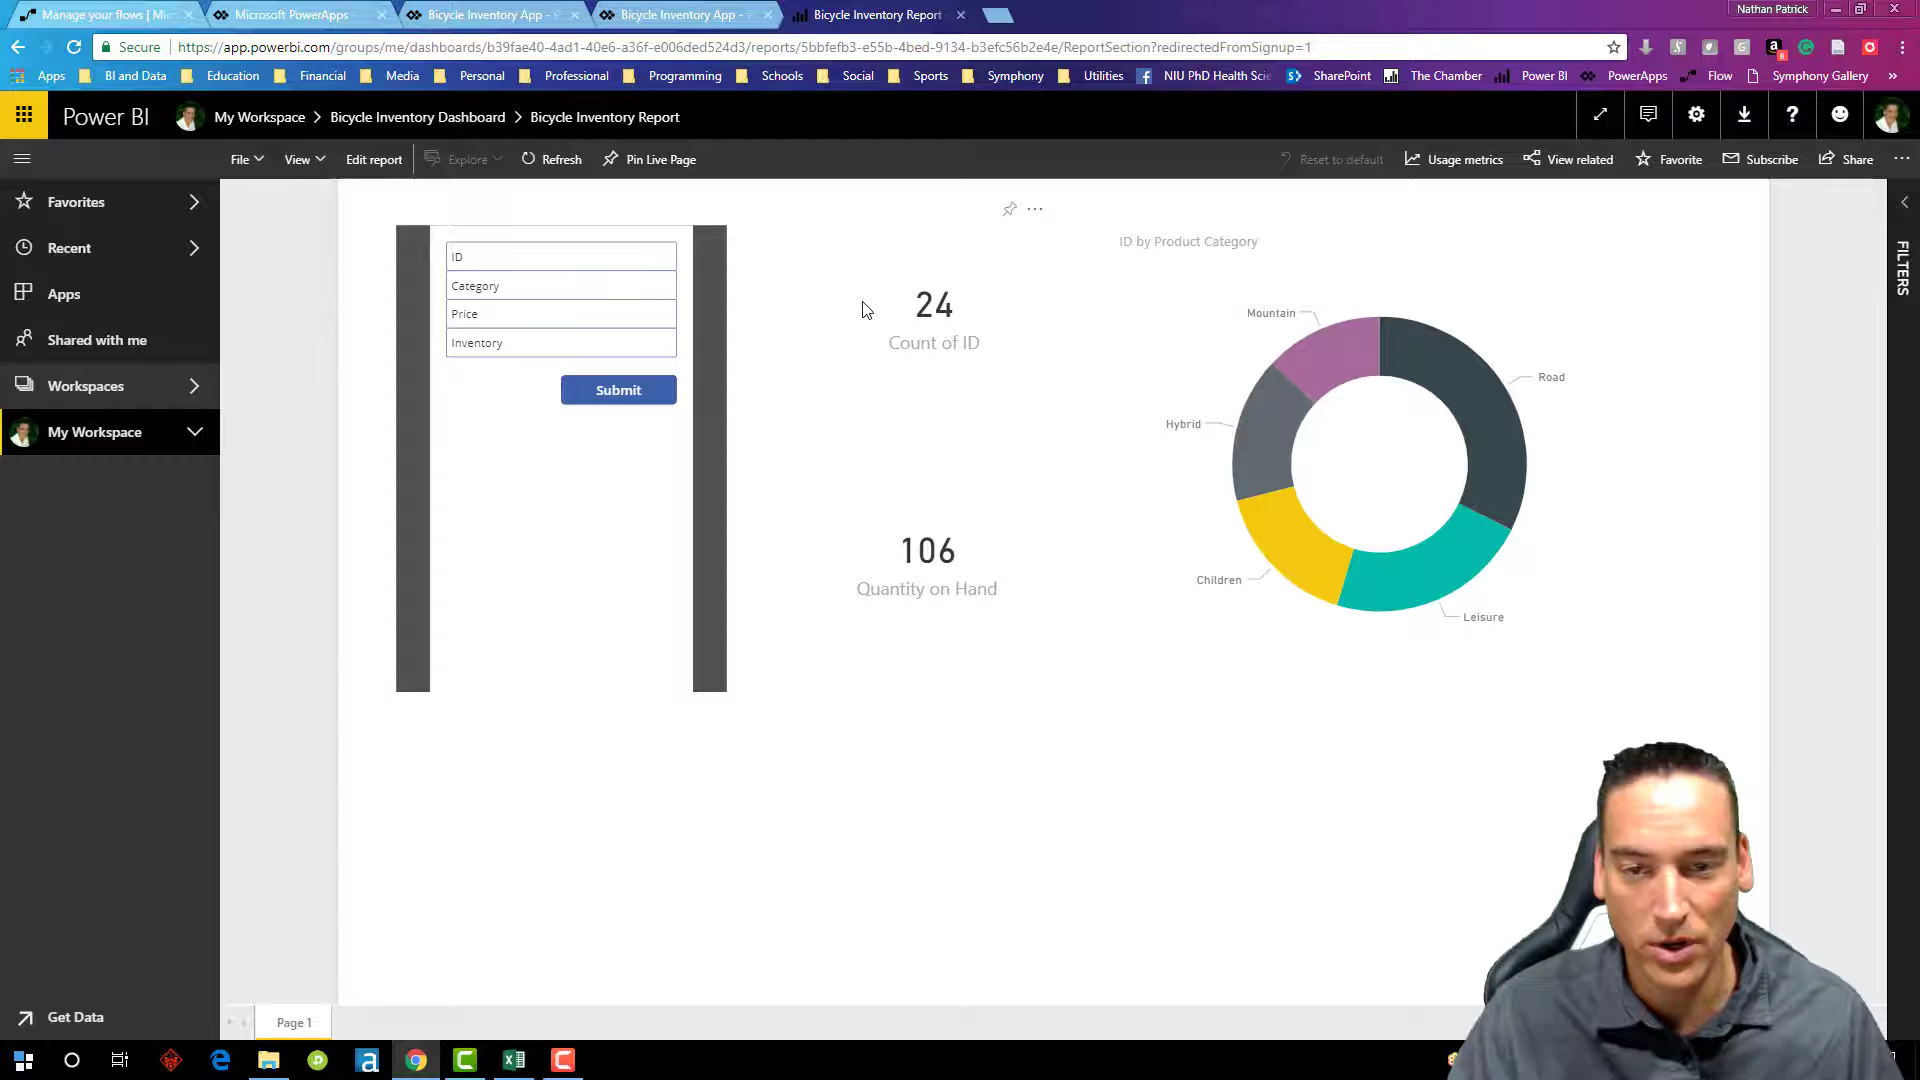 Manage your flows | Mi
Microsoft PowerApps
Bicycle Inventory App -
Bicycle Inventory App -
Bicycle Inventory Report
Nathan Patrick
Secure
https://app.powerbi.com/groups/me/dashboards/b39fae40-4ad1-40e6-a36f-e006ded524d3/reports/5bbfefb3-e55b-4bed-9134-b3efc56b2e4e/ReportSection?redirectedFromSignup=1
Apps
BI and Data
Education
Financial
Media
Personal
Professional
Programming
Schools
Social
Sports
Symphony
Utilities
NIU PhD Health Scie
SharePoint
The Chamber
Power BI
PowerApps
Flow
Symphony Gallery
»
Power BI
My Workspace > Bicycle Inventory Dashboard > Bicycle Inventory Report
File
View
Edit report
Explore
Refresh
Pin Live Page
Reset to default
Usage metrics
View related
Favorite
Subscribe
Share
Favorites
Recent
Apps
Shared with me
Workspaces
My Workspace
Get Data
ID
Category
Price
Inventory
Submit
24
Count of ID
106
Quantity on Hand
ID by Product Category
Mountain
Road
Hybrid
Children
Leisure
FILTERS
Page 1